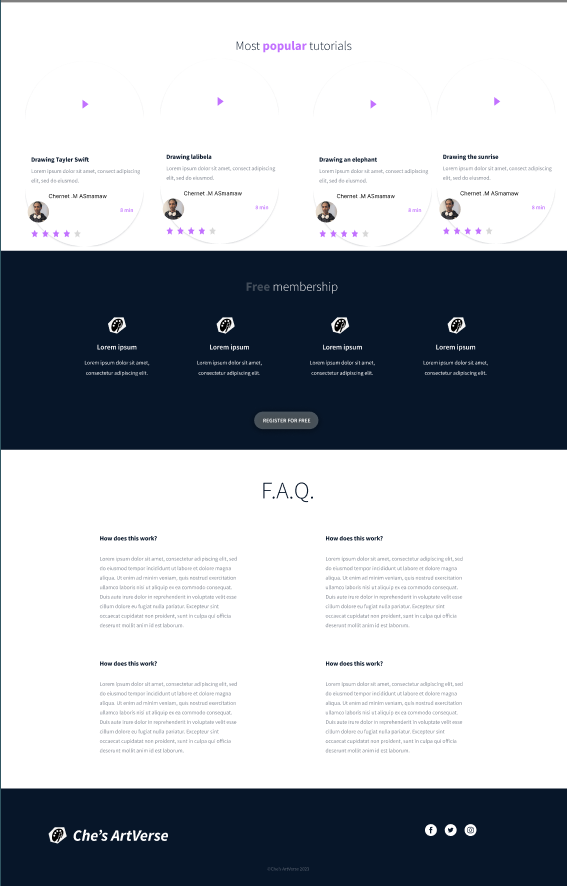 Most popular tutorials
Drawing Tayler Swift
Lorem ipsum dolor sit amet, consect adipiscing
elit, sed do eiusmod.
Chernet .M ASmamaw
8 min
Drawing lalibela
Lorem ipsum dolor sit amet, consect adipiscing
elit, sed do eiusmod.
Chernet .M ASmamaw
8 min
Drawing an elephant
Lorem ipsum dolor sit amet, consect adipiscing
elit, sed do eiusmod.
Chernet .M ASmamaw
8 min
Drawing the sunrise
Lorem ipsum dolor sit amet, consect adipiscing
elit, sed do eiusmod.
Chernet .M ASmamaw
8 min
Free membership
Lorem ipsum
Lorem ipsum dolor sit amet,
consectetur adipiscing elit.
Lorem ipsum
Lorem ipsum dolor sit amet,
consectetur adipiscing elit.
Lorem ipsum
Lorem ipsum dolor sit amet,
consectetur adipiscing elit.
Lorem ipsum
Lorem ipsum dolor sit amet,
consectetur adipiscing elit.
REGISTER FOR FREE
F.A.Q.
How does this work?
Lorem ipsum dolor sit amet, consectetur adipiscing elit, sed
do eiusmod tempor incididunt ut labore et dolore magna
aliqua. Ut enim ad minim veniam, quis nostrud exercitation
ullamco laboris nisi ut aliquip ex ea commodo consequat.
Duis aute irure dolor in reprehenderit in voluptate velit esse
cillum dolore eu fugiat nulla pariatur. Excepteur sint
occaecat cupidatat non proident, sunt in culpa qui officia
deserunt mollit anim id est laborum.
How does this work?
Lorem ipsum dolor sit amet, consectetur adipiscing elit, sed
do eiusmod tempor incididunt ut labore et dolore magna
aliqua. Ut enim ad minim veniam, quis nostrud exercitation
ullamco laboris nisi ut aliquip ex ea commodo consequat.
Duis aute irure dolor in reprehenderit in voluptate velit esse
cillum dolore eu fugiat nulla pariatur. Excepteur sint
occaecat cupidatat non proident, sunt in culpa qui officia
deserunt mollit anim id est laborum.
How does this work?
Lorem ipsum dolor sit amet, consectetur adipiscing elit, sed
do eiusmod tempor incididunt ut labore et dolore magna
aliqua. Ut enim ad minim veniam, quis nostrud exercitation
ullamco laboris nisi ut aliquip ex ea commodo consequat.
Duis aute irure dolor in reprehenderit in voluptate velit esse
cillum dolore eu fugiat nulla pariatur. Excepteur sint
occaecat cupidatat non proident, sunt in culpa qui officia
deserunt mollit anim id est laborum.
How does this work?
Lorem ipsum dolor sit amet, consectetur adipiscing elit, sed
do eiusmod tempor incididunt ut labore et dolore magna
aliqua. Ut enim ad minim veniam, quis nostrud exercitation
ullamco laboris nisi ut aliquip ex ea commodo consequat.
Duis aute irure dolor in reprehenderit in voluptate velit esse
cillum dolore eu fugiat nulla pariatur. Excepteur sint
occaecat cupidatat non proident, sunt in culpa qui officia
deserunt mollit anim id est laborum.
Che's ArtVerse
©Che's ArtVerse